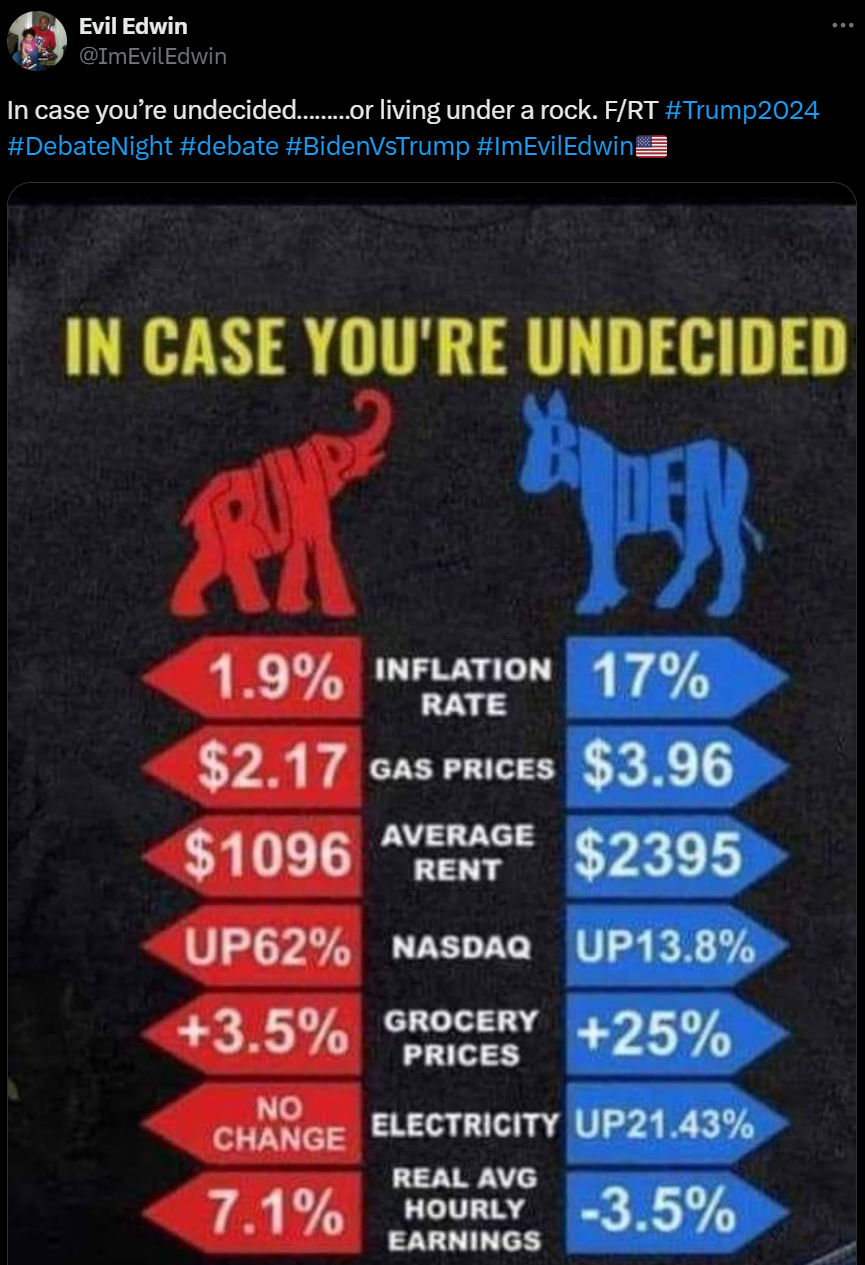 Evil Edwin
@ImEvilEdwin
In case you’re undecided.........or living under a rock. F/RT #Trump2024
#DebateNight #debate #BidenVsTrump #ImEvilEdwin
IN CASE YOU'RE UNDECIDED
TRUMP
BIDEN
1.9% INFLATION RATE 17%
$2.17 GAS PRICES $3.96
$1096 AVERAGE RENT $2395
UP62% NASDAQ UP13.8%
+3.5% GROCERY PRICES +25%
NO CHANGE ELECTRICITY UP21.43%
7.1% REAL AVG HOURLY EARNINGS -3.5%